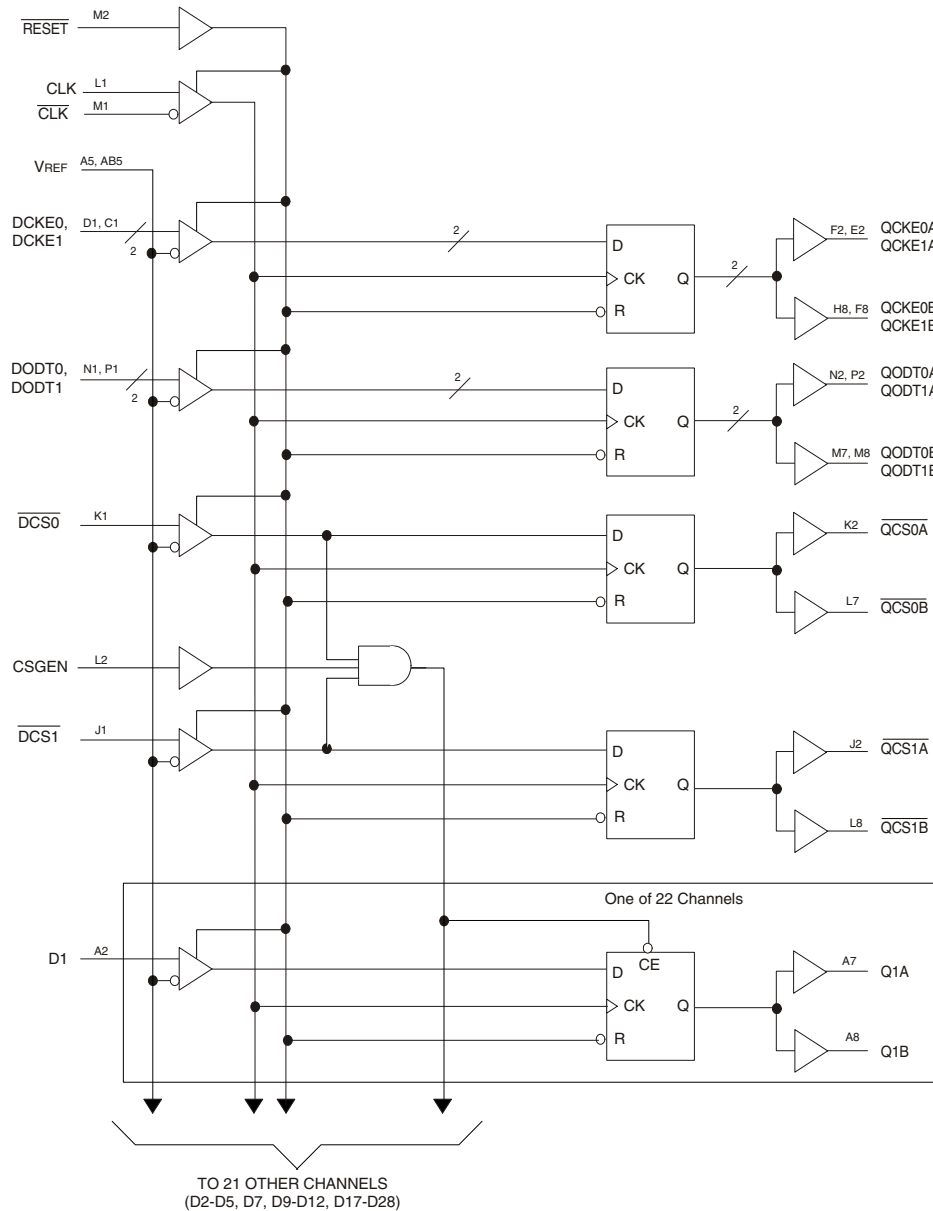 RESET M2
CLK L1
CLK M1
VREF A5, AB5
DCKE0, D1, C1
DCKE1 2
2
D
CK Q
R
2
F2, E2 QCKE0A
QCKE1A
H8, F8 QCKE0B
QCKE1B
DODT0, N1, P1
DODT1 2
2
D
CK Q
R
2
N2, P2 QODT0A
QODT1A
M7, M8 QODT0B
QODT1B
DCS0 K1
D
CK Q
R
K2 QCS0A
L7 QCS0B
CSGEN L2
DCS1 J1
D
CK Q
R
J2 QCS1A
L8 QCS1B
One of 22 Channels
D1 A2
CE
D
CK Q
R
A7 Q1A
A8 Q1B
TO 21 OTHER CHANNELS
(D2-D5, D7, D9-D12, D17-D28)